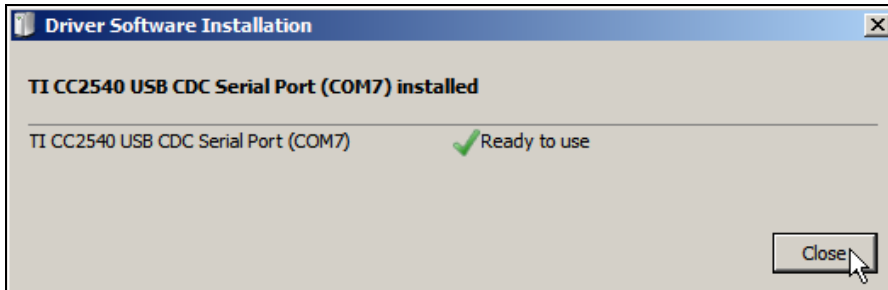 Driver Software Installation
TI CC2540 USB CDC Serial Port (COM7) installed
TI CC2540 USB CDC Serial Port (COM7) Ready to use
Close